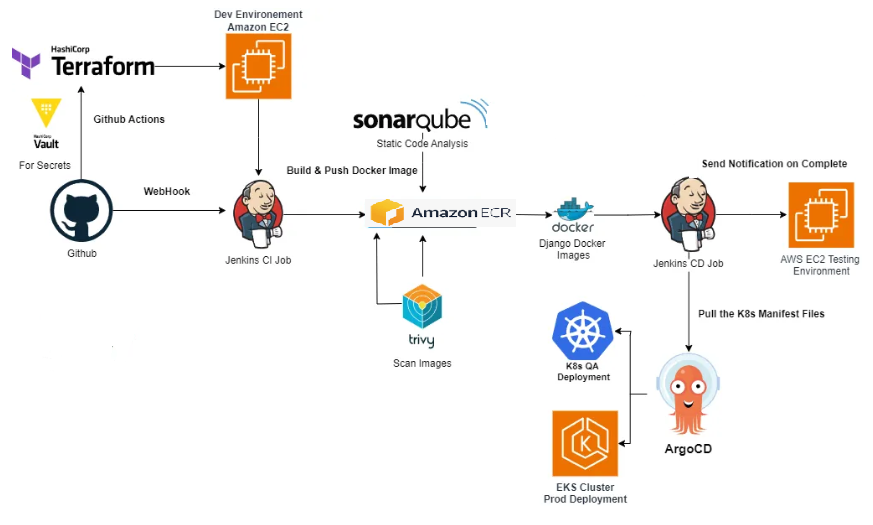 Dev Environement
Amazon EC2
HashiCorp
Terraform
HashiCorp
Vault
For Secrets
Github Actions
sonarqube
Static Code Analysis
Build & Push Docker Image
Send Notification on Complete
WebHook
Github
Jenkins CI Job
Amazon ECR
docker
Django Docker
Images
Jenkins CD Job
AWS EC2 Testing
Environment
trivy
Scan Images
Pull the K8s Manifest Files
K8s QA
Deployment
ArgoCD
K
EKS Cluster
Prod Deployment